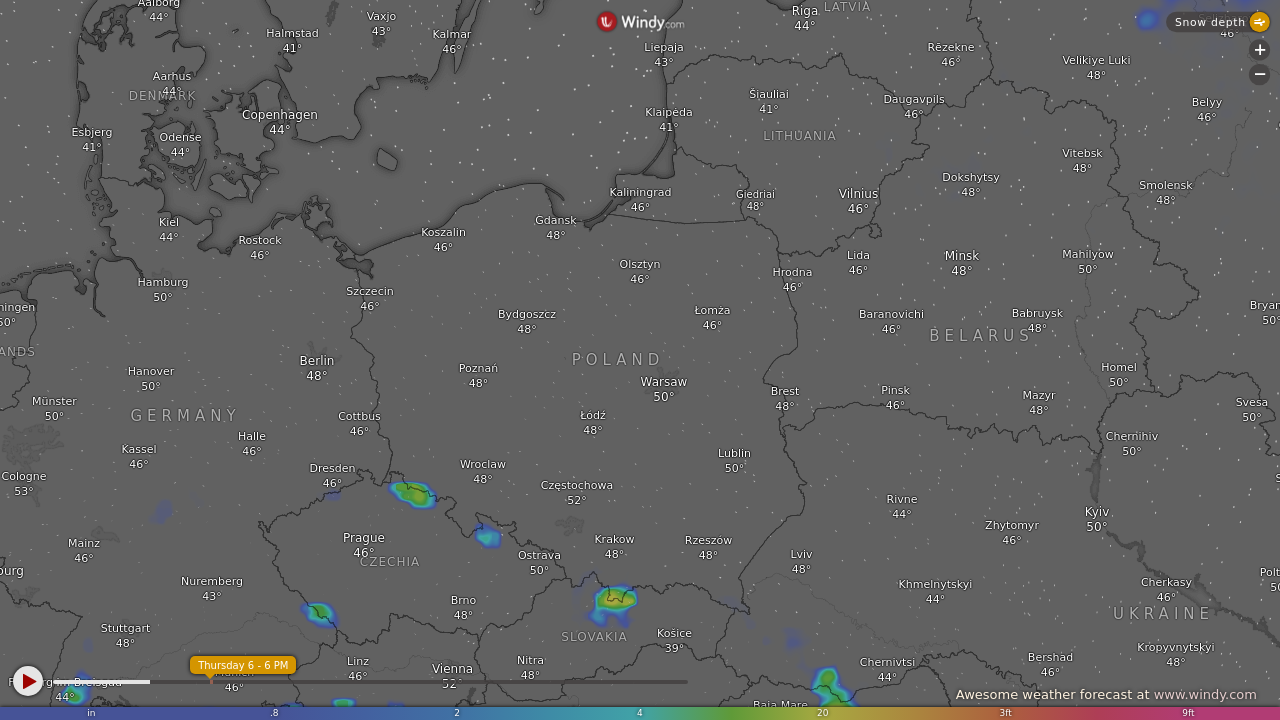 Aalborg
44°
Vaxjo
43°
Riga
44°
LATVIA
Windy.com
Snow depth
46°
Halmstad
41°
Kalmar
46°
Liepaja
43°
Rēzekne
46°
Velikiye Luki
48°
Aarhus
44°
DENMARK
Šiauliai
41°
Daugavpils
46°
Belyy
46°
Copenhagen
44°
Klaipėda
41°
Esbjerg
41°
Odense
44°
LITHUANIA
Vitebsk
48°
Dokshytsy
48°
Smolensk
48°
Kaliningrad
46°
Giedriai
48°
Vilnius
46°
Kiel
44°
Gdansk
48°
Koszalin
46°
Rostock
46°
Lida
46°
Minsk
48°
Mahilyow
50°
Olsztyn
46°
Hrodna
46°
Hamburg
50°
Szczecin
46°
ningen
50°
Bydgoszcz
48°
Łomża
46°
Baranovichi
46°
Babruysk
48°
Bryan
50°
BELARUS
ANDS
POLAND
Berlin
48°
Hanover
50°
Poznań
48°
Warsaw
50°
Homel
50°
Brest
48°
Pinsk
46°
Mazyr
48°
Münster
50°
GERMANY
Cottbus
46°
Łódź
48°
Svesa
50°
Halle
46°
Chernihiv
50°
Kassel
46°
Lublin
50°
Dresden
46°
Wroclaw
48°
Cologne
53°
Częstochowa
52°
Rivne
44°
Kyiv
50°
Zhytomyr
46°
Mainz
46°
Prague
46°
CZECHIA
Krakow
48°
Rzeszów
48°
Ostrava
50°
Lviv
48°
burg
Nuremberg
43°
Khmelnytskyi
44°
Cherkasy
46°
Polt
50
Brno
48°
UKRAINE
Stuttgart
48°
SLOVAKIA
Košice
39°
Kropyvnytskyi
48°
Thursday 6 - 6 PM
Linz
46°
Vienna
52°
Nitra
48°
Chernivtsi
44°
Bershad
46°
Munich
46°
44°
Baia Mare
Awesome weather forecast at www.windy.com
in
.8
2
4
20
3ft
9ft